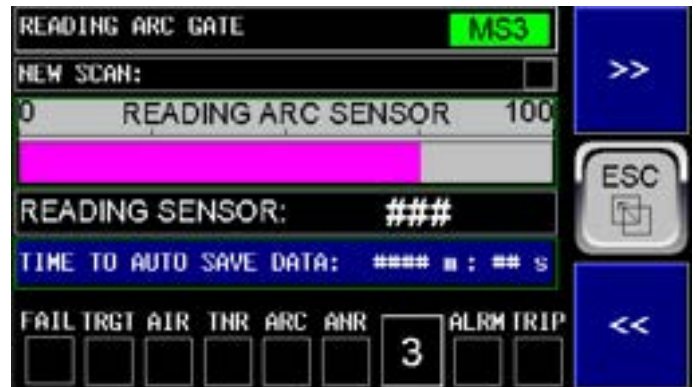 READING ARC GATE MS3
>>
NEW SCAN:
0 READING ARC SENSOR 100
ESC
READING SENSOR: ###
TIME TO AUTO SAVE DATA: #### m : ## s
FAIL TRGT AIR TNR ARC ANR 3 ALRM TRIP
<<